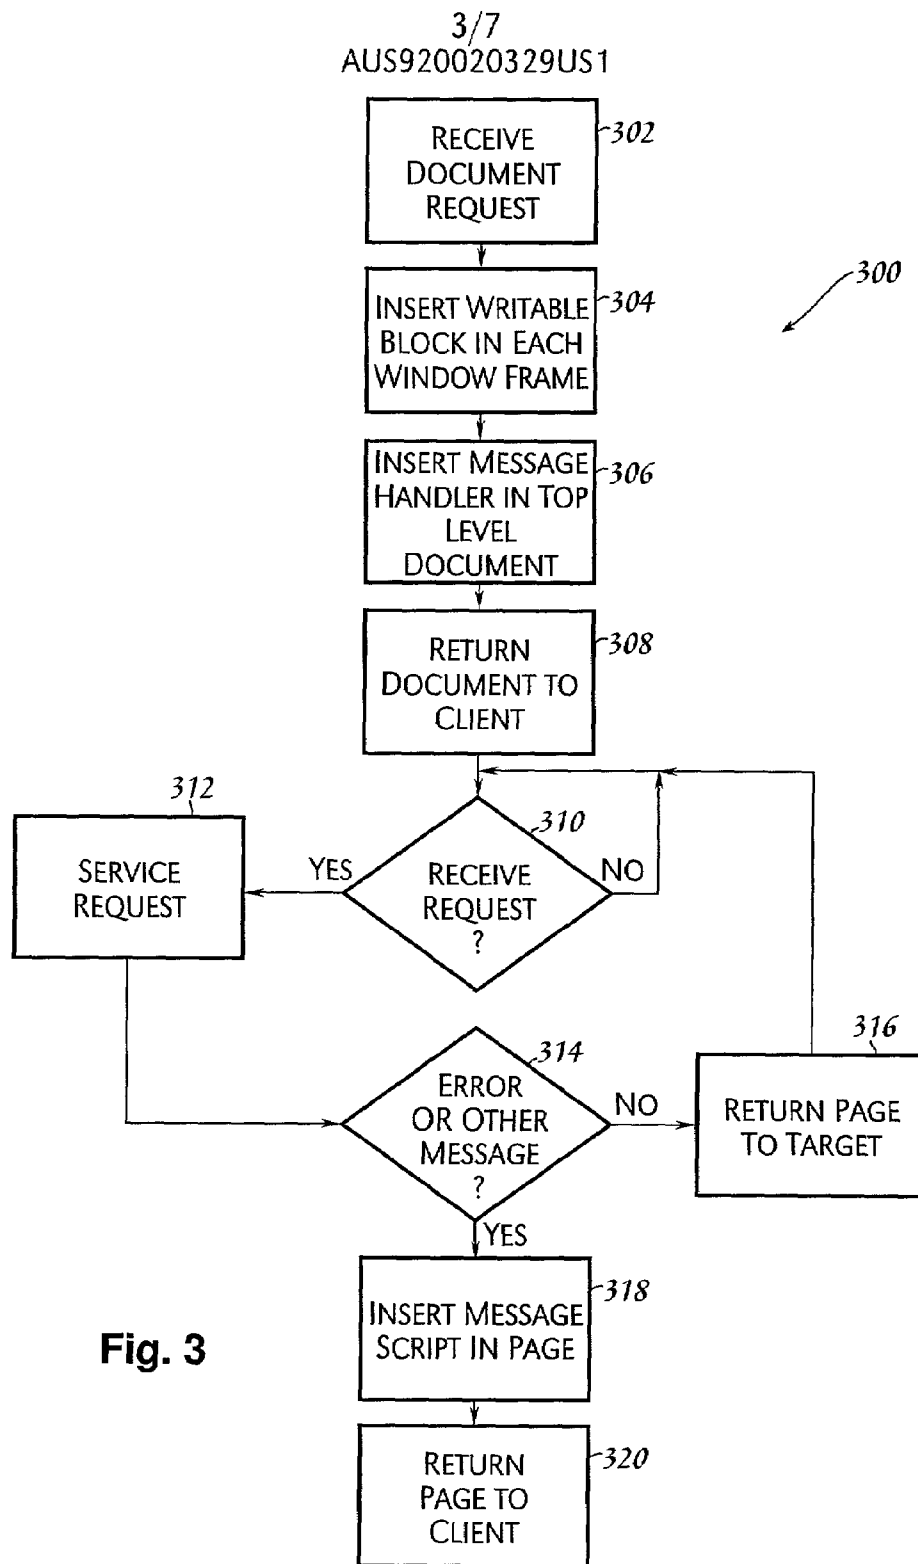 3/7
AUS920020329US1
RECEIVE
DOCUMENT
REQUEST
302
300
INSERT WRITABLE
BLOCK IN EACH
WINDOW FRAME
304
INSERT MESSAGE
HANDLER IN TOP
LEVEL
DOCUMENT
306
RETURN
DOCUMENT TO
CLIENT
308
312
SERVICE
REQUEST
YES
310
RECEIVE
REQUEST
?
NO
314
ERROR
OR OTHER
MESSAGE
?
NO
316
RETURN PAGE
TO TARGET
YES
INSERT MESSAGE
SCRIPT IN PAGE
318
Fig. 3
RETURN
PAGE TO
CLIENT
320